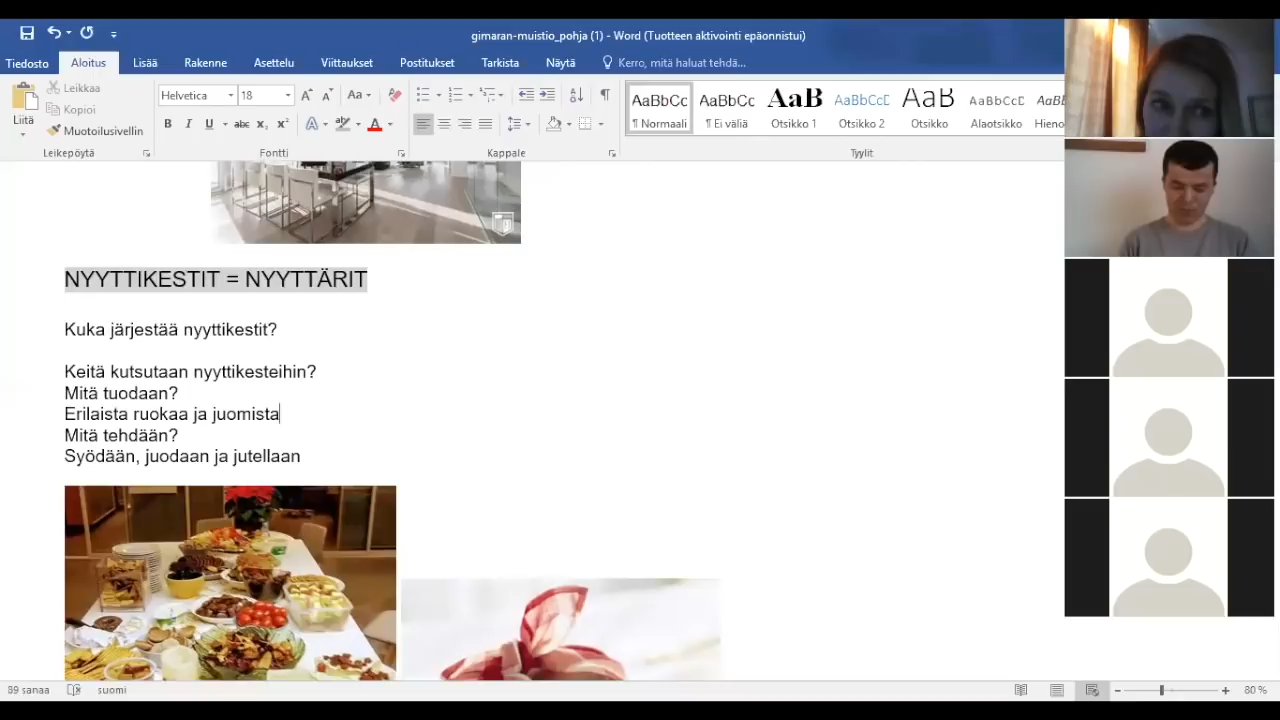 gimaran-muistio_pohja (1) - Word (Tuotteen aktivointi epäonnistui)
Tiedosto Aloitus Lisää Rakenne Asettelu Viittaukset Postitukset Tarkista Näytä Kerro, mitä haluat tehdä...
Liitä
Leikkaa
Kopioi
Muotoilusivellin
Leikepöytä
Helvetica 18
Fontti
Kappale
AaBbCc AaBbCc AaB AaBbCcD AaB AaBbCcD AaBb
¶ Normaali ¶ Ei väliä Otsikko 1 Otsikko 2 Otsikko Alaotsikko Hieno
Tyylit
NYYTTIKESTIT = NYYTTÄRIT
Kuka järjestää nyyttikestit?
Keitä kutsutaan nyyttikesteihin?
Mitä tuodaan?
Erilaista ruokaa ja juomista
Mitä tehdään?
Syödään, juodaan ja jutellaan
89 sanaa suomi 80 %